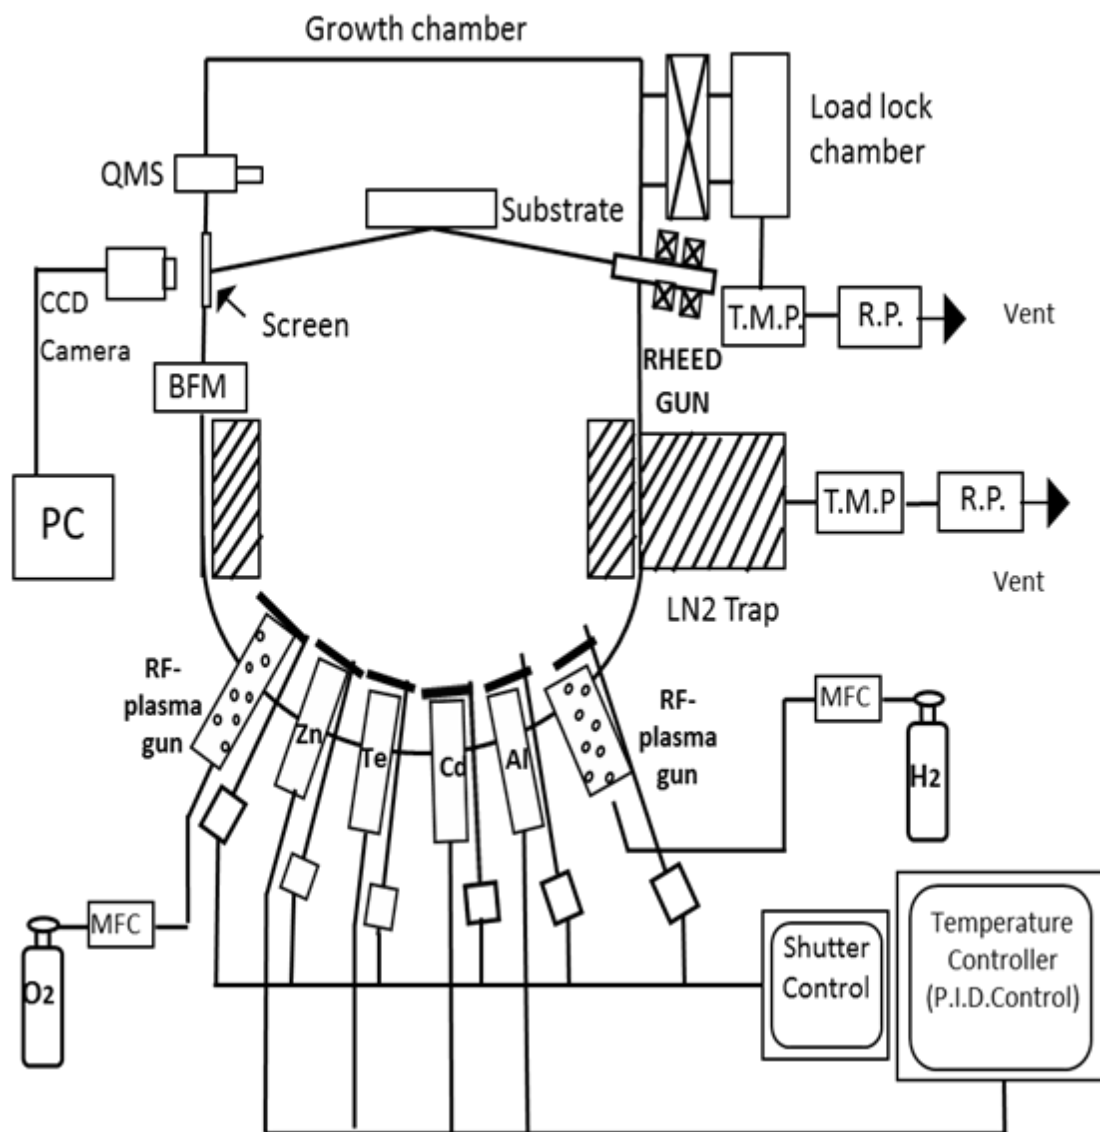 Growth chamber
Load lock
chamber
QMS
Substrate
CCD
Camera
Screen
T.M.P.
R.P.
Vent
BFM
RHEED
GUN
PC
T.M.P
R.P.
Vent
LN2 Trap
RF-
plasma
gun
Zn
Te
Cd
Al
RF-
plasma
gun
MFC
H2
MFC
O2
Shutter
Control
Temperature
Controller
(P.I.D.Control)